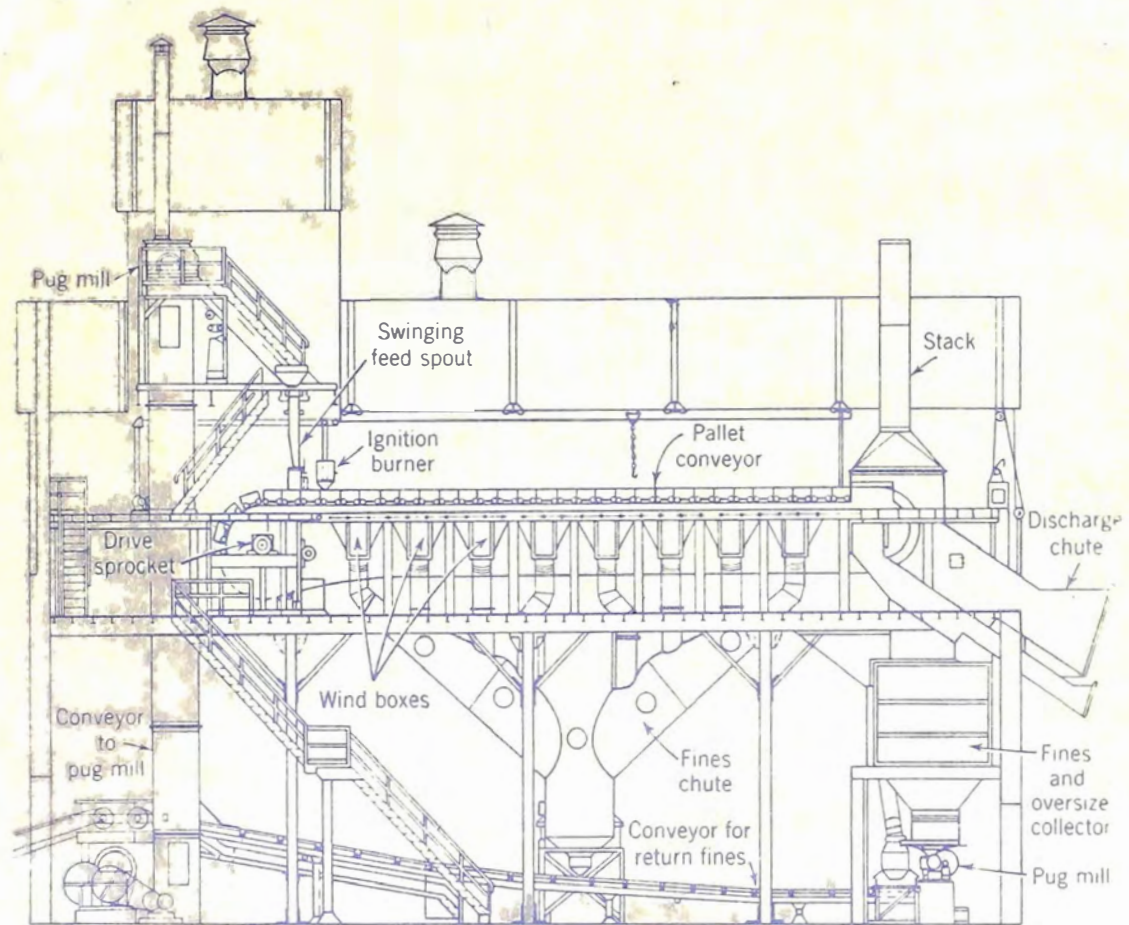 Pug mill
Swinging
feed spout
Stack
Ignition
burner
Pallet
conveyor
Drive
sprocket
Discharge
chute
Wind boxes
Conveyor
to
pug mill
Fines
chute
Fines
and
oversize
collector
Conveyor for
return fines
Pug mill